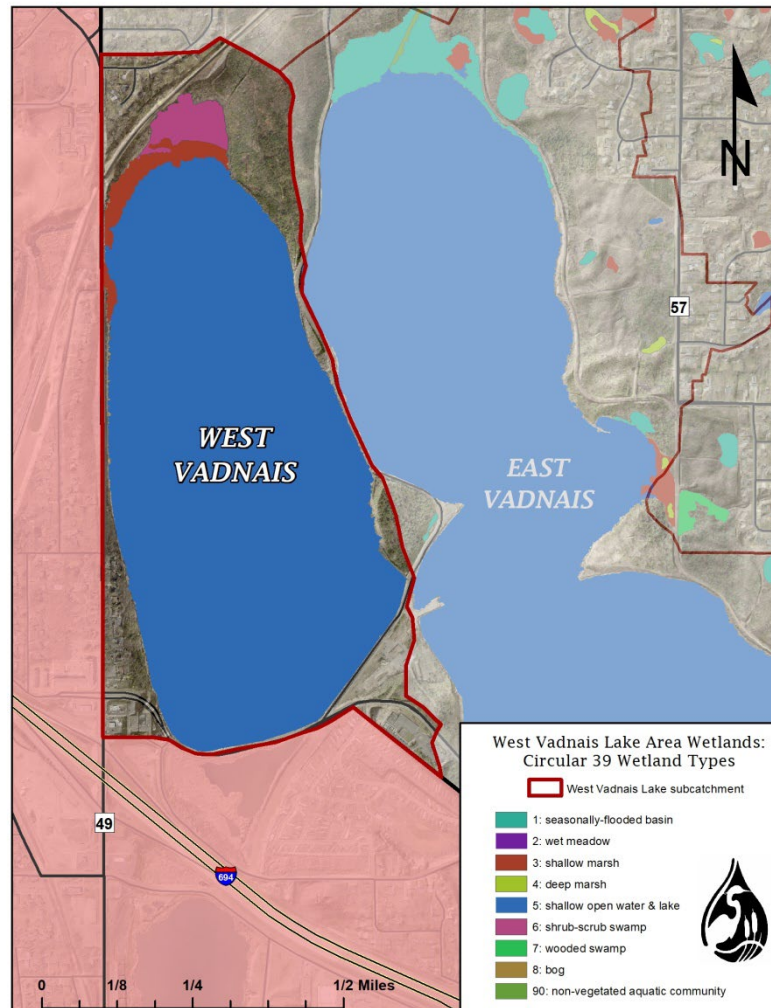 N
57
WEST
VADNAIS
EAST
VADNAIS
49
694
0 1/8 1/4 1/2 Miles
West Vadnais Lake Area Wetlands:
Circular 39 Wetland Types
West Vadnais Lake subcatchment
1: seasonally-flooded basin
2: wet meadow
3: shallow marsh
4: deep marsh
5: shallow open water & lake
6: shrub-scrub swamp
7: wooded swamp
8: bog
90: non-vegetated aquatic community